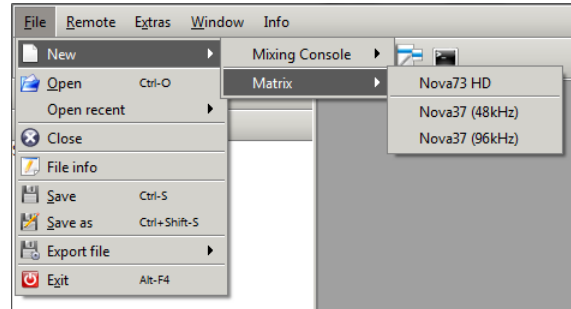 File Remote Extras Window Info
New
Mixing Console
Open Ctrl-O
Matrix
Nova73 HD
Open recent
Nova37 (48kHz)
Close
Nova37 (96kHz)
File info
Save Ctrl-S
Save as Ctrl+Shift-S
Export file
Exit Alt-F4